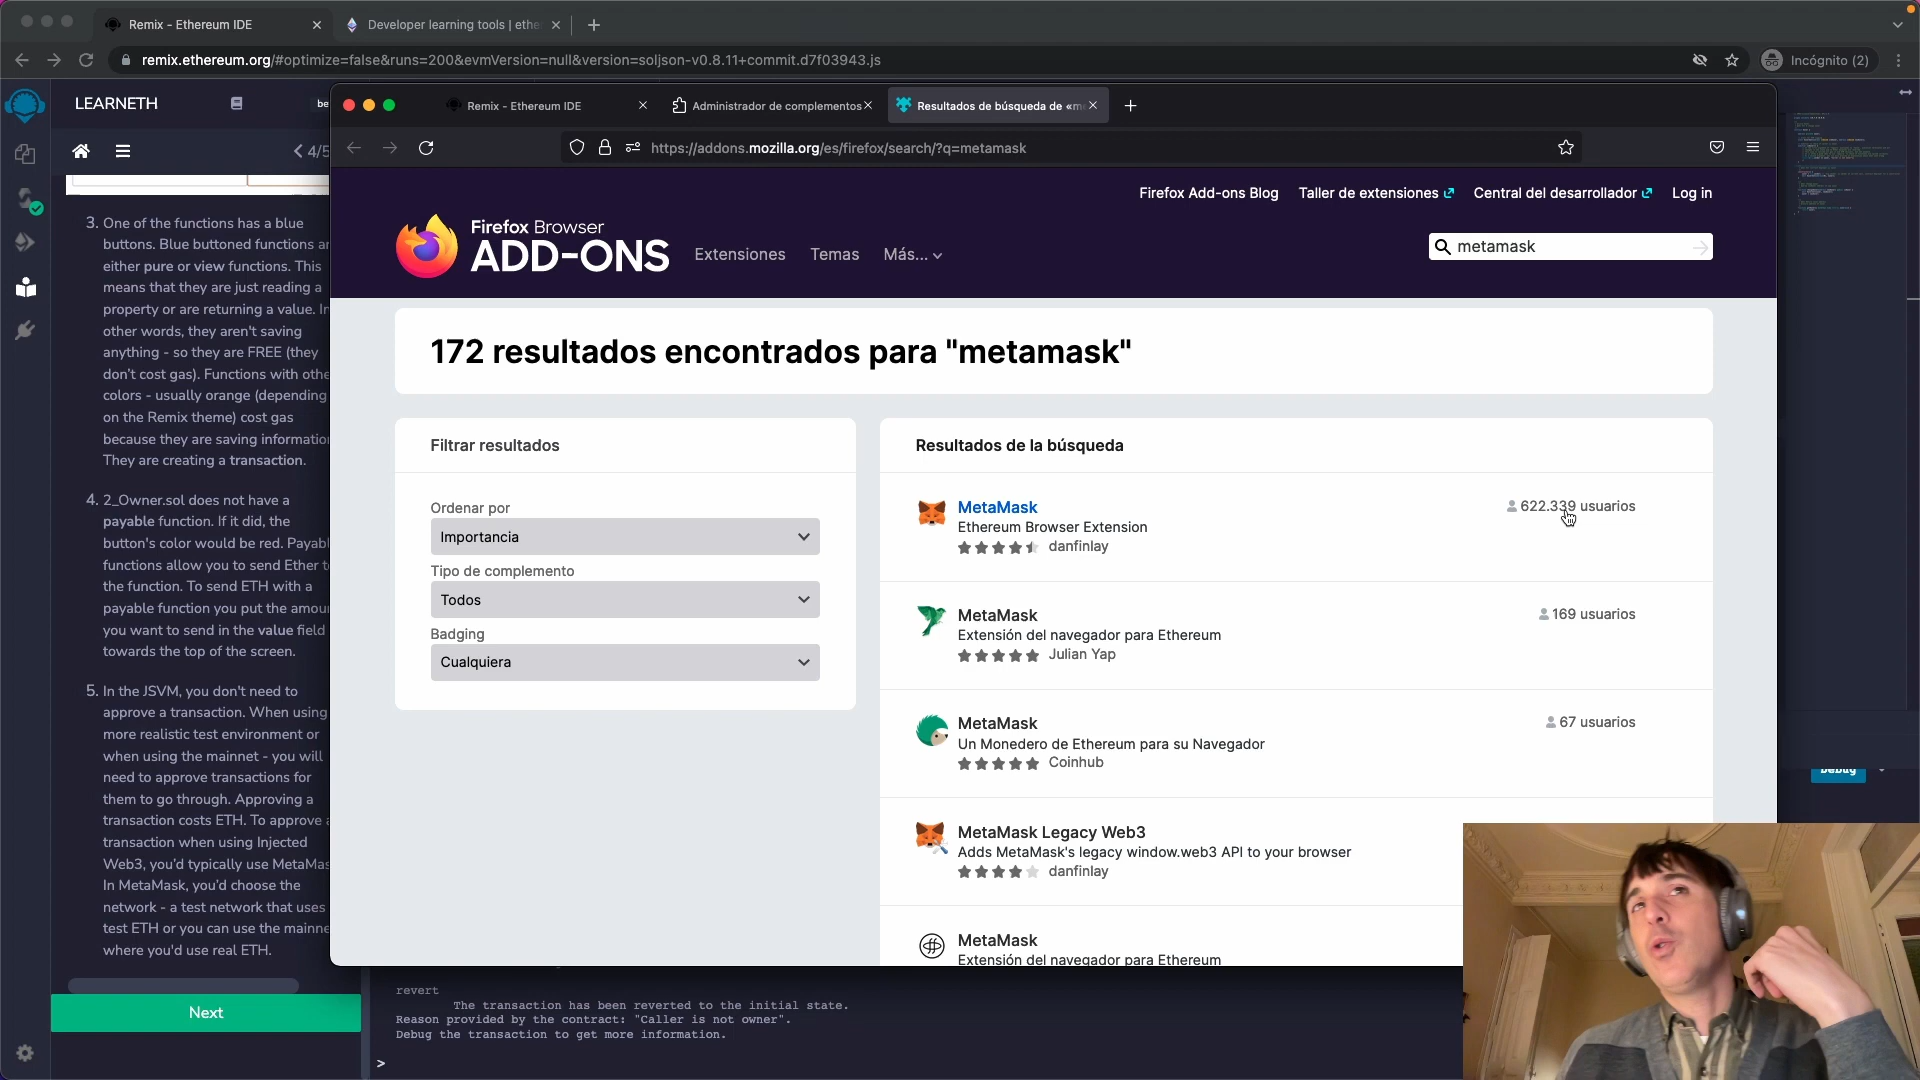 Remix - Ethereum IDE
Developer learning tools | ethe
remix.ethereum.org/#optimize=false&runs=200&evmVersion=null&version=soljson-v0.8.11+commit.d7f03943.js
Incógnito (2)
LEARNETH
be
4/5
3. One of the functions has a blue
buttons. Blue buttoned functions ar
either pure or view functions. This
means that they are just reading a
property or are returning a value. In
other words, they aren't saving
anything - so they are FREE (they
don't cost gas). Functions with othe
colors - usually orange (depending
on the Remix theme) cost gas
because they are saving information
They are creating a transaction.
4. 2_Owner.sol does not have a
payable function. If it did, the
button's color would be red. Payabl
functions allow you to send Ether t
the function. To send ETH with a
payable function you put the amou
you want to send in the value field
towards the top of the screen.
5. In the JSVM, you don't need to
approve a transaction. When using
more realistic test environment or
when using the mainnet - you will
need to approve transactions for
them to go through. Approving a
transaction costs ETH. To approve a
transaction when using Injected
Web3, you'd typically use MetaMas
In MetaMask, you'd choose the
network - a test network that uses
test ETH or you can use the mainne
where you'd use real ETH.
Next
Remix - Ethereum IDE
Administrador de complementos
Resultados de búsqueda de «me
https://addons.mozilla.org/es/firefox/search/?q=metamask
Firefox Add-ons Blog
Taller de extensiones
Central del desarrollador
Log in
Firefox Browser
ADD-ONS
Extensiones
Temas
Más...
metamask
172 resultados encontrados para "metamask"
Filtrar resultados
Ordenar por
Importancia
Tipo de complemento
Todos
Badging
Cualquiera
Resultados de la búsqueda
MetaMask
622.339 usuarios
Ethereum Browser Extension
danfinlay
MetaMask
169 usuarios
Extensión del navegador para Ethereum
Julian Yap
MetaMask
67 usuarios
Un Monedero de Ethereum para su Navegador
Coinhub
MetaMask Legacy Web3
Adds MetaMask's legacy window.web3 API to your browser
danfinlay
MetaMask
Extensión del navegador para Ethereum
Debug
revert
The transaction has been reverted to the initial state.
Reason provided by the contract: "Caller is not owner".
Debug the transaction to get more information.
>